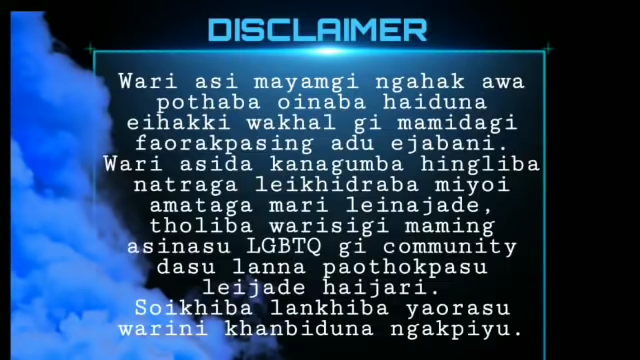 DISCLAIMER
Wari asi mayamgi ngahak awa
pothaba oinaba haiduna
eihakki wakhal gi mamidagi
faorakpasing adu ejabani.
Wari asida kanagumba hingliba
natraga leikhidraba miyoi
amataga mari leinajade,
tholiba warisigi maming
asinasu LGBTQ gi community
dasu lanna paothokpasu
leijade haijari.
Soikhiba lankhiba yaorasu
warini khanbiduna ngakpiyu.